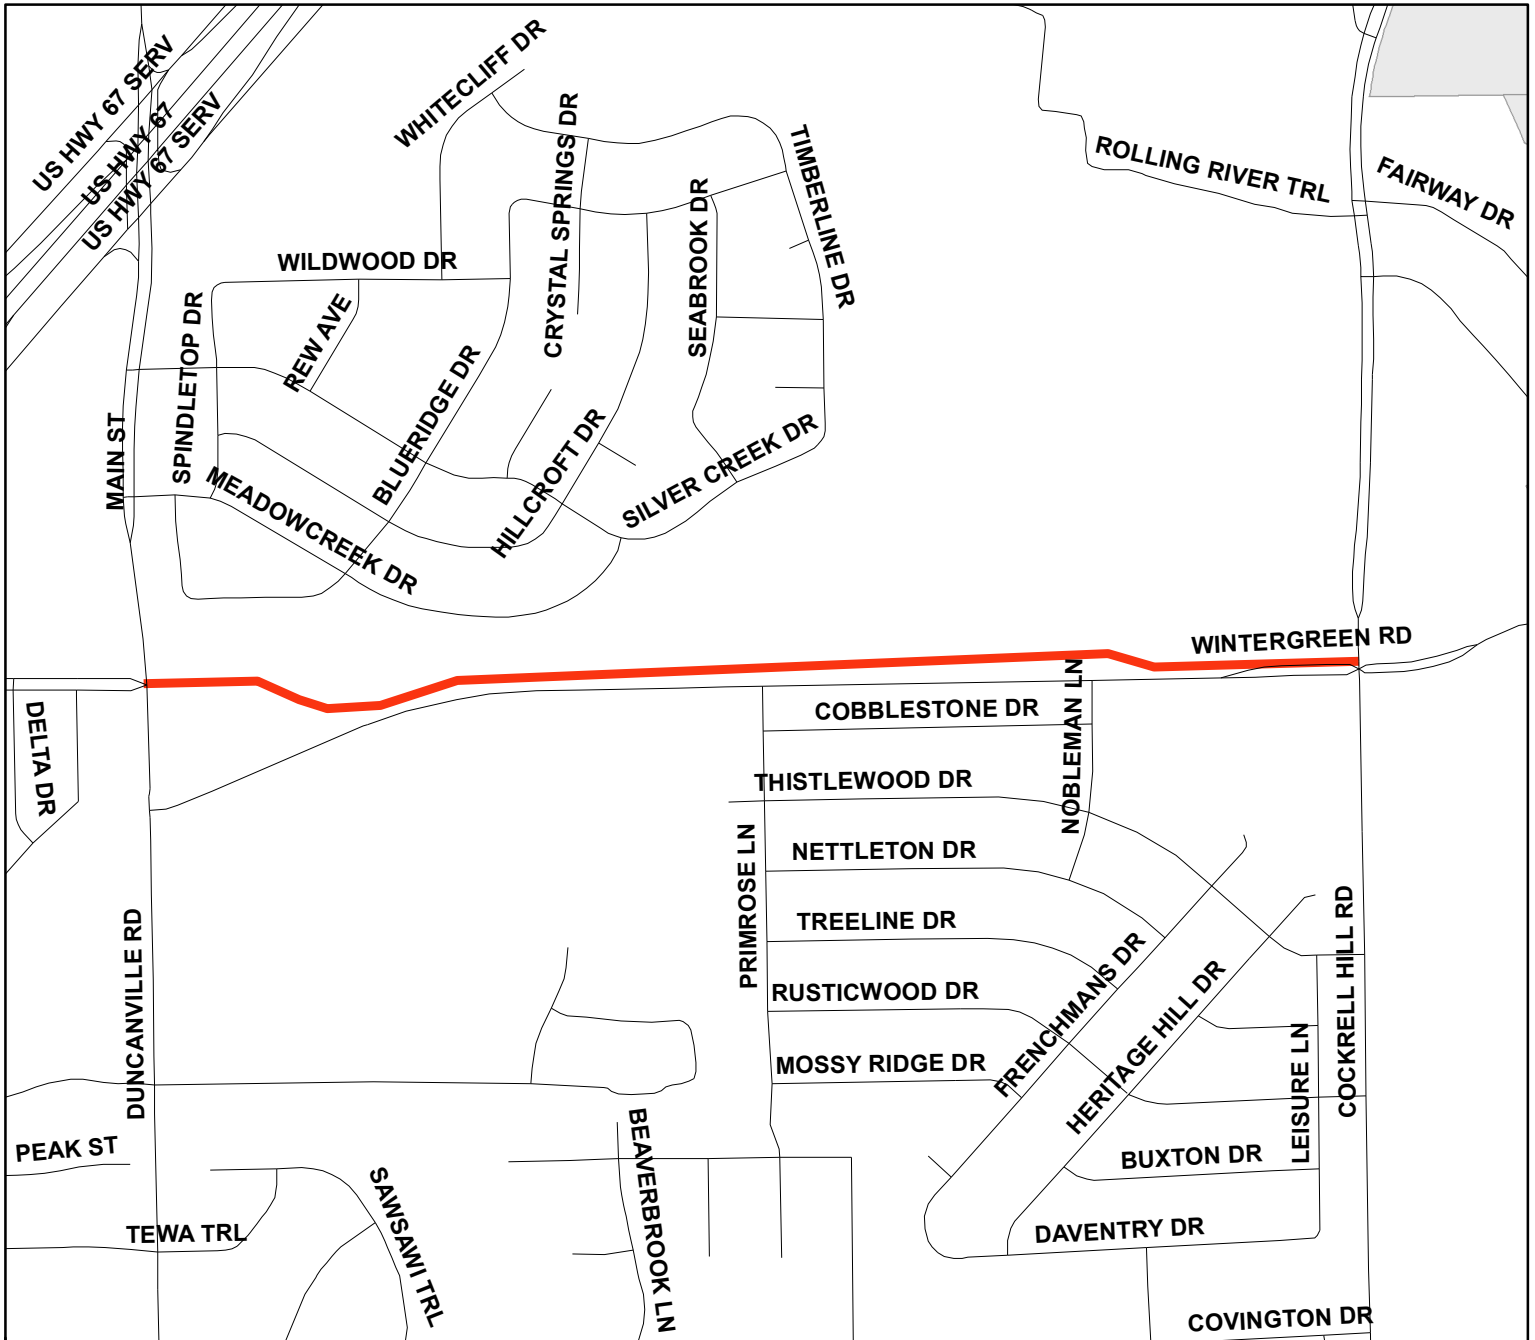 US HWY 67 SERV
US HWY 67
US HWY 67 SERV
WHITECLIFF DR
CRYSTAL SPRINGS DR
TIMBERLINE DR
ROLLING RIVER TRL
FAIRWAY DR
SEABROOK DR
WILDWOOD DR
SPINDLETOP DR
REW AVE
BLUERIDGE DR
MAIN ST
HILLCROFT DR
SILVER CREEK DR
MEADOWCREEK DR
WINTERGREEN RD
DELTA DR
COBBLESTONE DR
NOBLEMAN LN
THISTLEWOOD DR
PRIMROSE LN
NETTLETON DR
DUNCANVILLE RD
TREELINE DR
COCKRELL HILL RD
FRENCHMANS DR
RUSTICWOOD DR
HERITAGE HILL DR
MOSSY RIDGE DR
LEISURE LN
PEAK ST
BEAVERBROOK LN
BUXTON DR
SAWSAWI TRL
TEWA TRL
DAVENTRY DR
COVINGTON DR